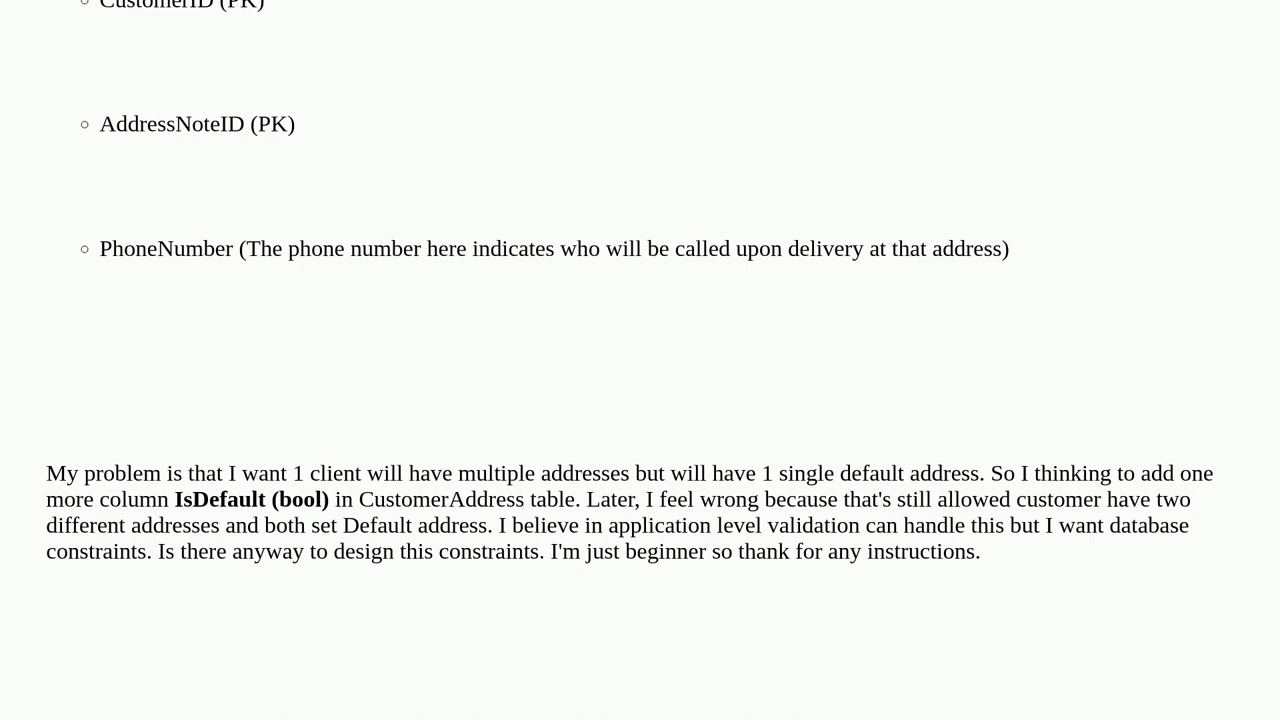 CustomerID (PK)
AddressNoteID (PK)
PhoneNumber (The phone number here indicates who will be called upon delivery at that address)
My problem is that I want 1 client will have multiple addresses but will have 1 single default address. So I thinking to add one
more column IsDefault (bool) in CustomerAddress table. Later, I feel wrong because that's still allowed customer have two
different addresses and both set Default address. I believe in application level validation can handle this but I want database
constraints. Is there anyway to design this constraints. I'm just beginner so thank for any instructions.